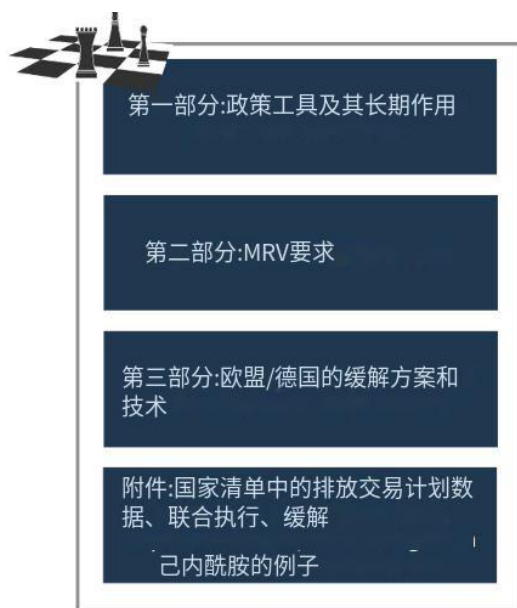 第一部分:政策工具及其长期作用
第二部分:MRV要求
第三部分:欧盟/德国的缓解方案和
技术
附件:国家清单中的排放交易计划数
据、联合执行、缓解
己内酰胺的例子